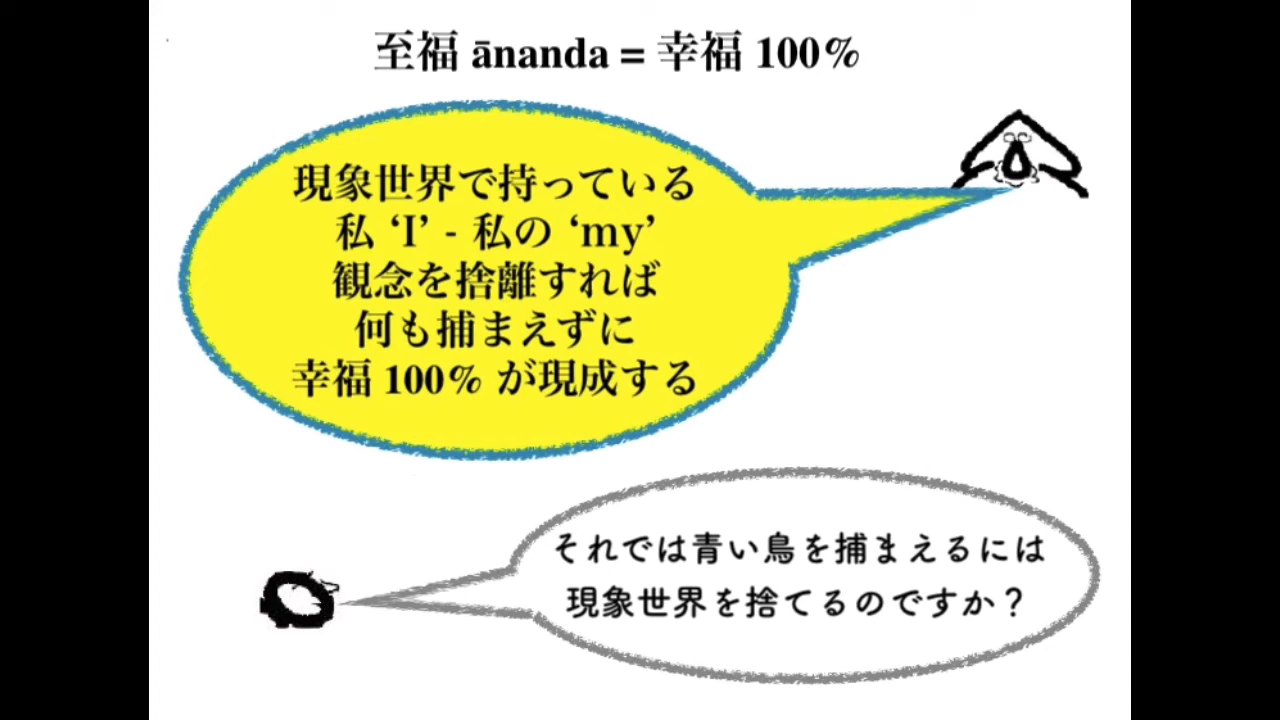 至福 ānanda = 幸福 100%
現象世界で持っている
私 ‘I’ - 私の ‘my’
観念を捨離すれば
何も捕まえずに
幸福 100% が現成する
それでは青い鳥を捕まえるには
現象世界を捨てるのですか？